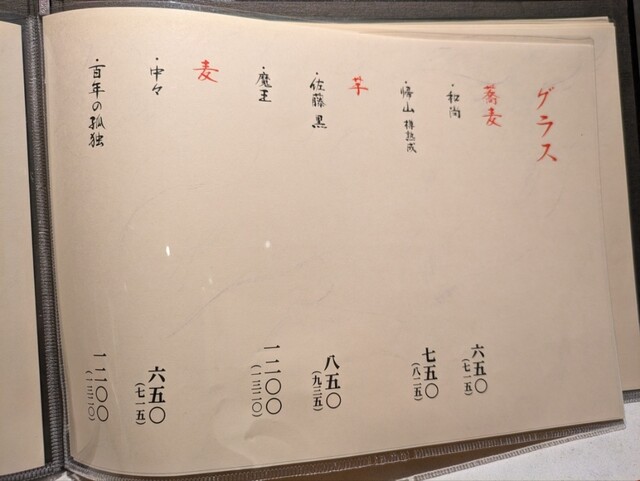 グラス
蕎麦
・和尚
六五〇
(七一五)
・帰山 樽熟成
七五〇
(八二五)
芋
・佐藤 黒
八五〇
(九三五)
・魔王
一二〇〇
(一三二〇)
麦
・中々
六五〇
(七一五)
・百年の孤独
一二〇〇
(一三二〇)